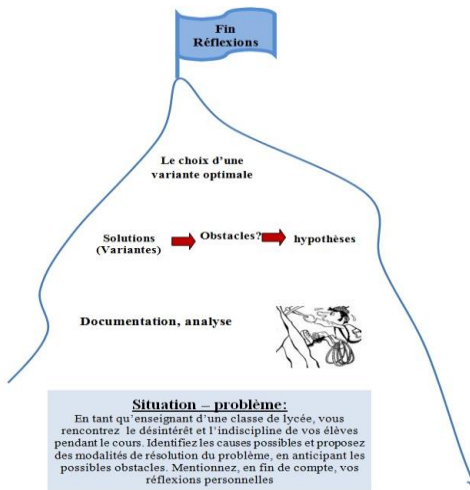 Fin
Réflexions
Le choix d'une
variante optimale
Solutions
(Variantes)
Obstacles?
hypothèses
Documentation, analyse
Situation – problème:
En tant qu'enseignant d'une classe de lycée, vous
rencontrez le désintérêt et l'indiscipline de vos élèves
pendant le cours. Identifiez les causes possibles et proposez
des modalités de résolution du problème, en anticipant les
possibles obstacles. Mentionnez, en fin de compte, vos
réflexions personnelles